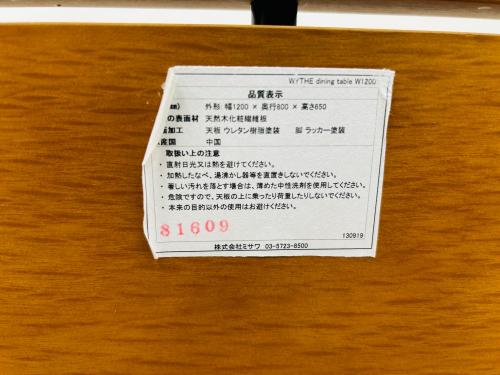 WYTHE dining table W1200
品質表示
m) 外形: 幅1200 × 奥行800 × 高さ650
の表面材 天然木化粧繊維板
面加工 天板 ウレタン樹脂塗装 脚 ラッカー塗装
産国 中国
取扱い上の注意
・ 直射日光又は熱を避けてください。
・ 加熱したなべ、湯沸かし器等を直置きしないでください。
・ 著しい汚れを落とす場合は、薄めた中性洗剤を使用してください。
・ 危険ですので、天板の上に乗ったり荷重したりしないでください。
・ 本来の目的以外の使用はお避けください。
81609
130919
株式会社ミサワ 03-5723-8500